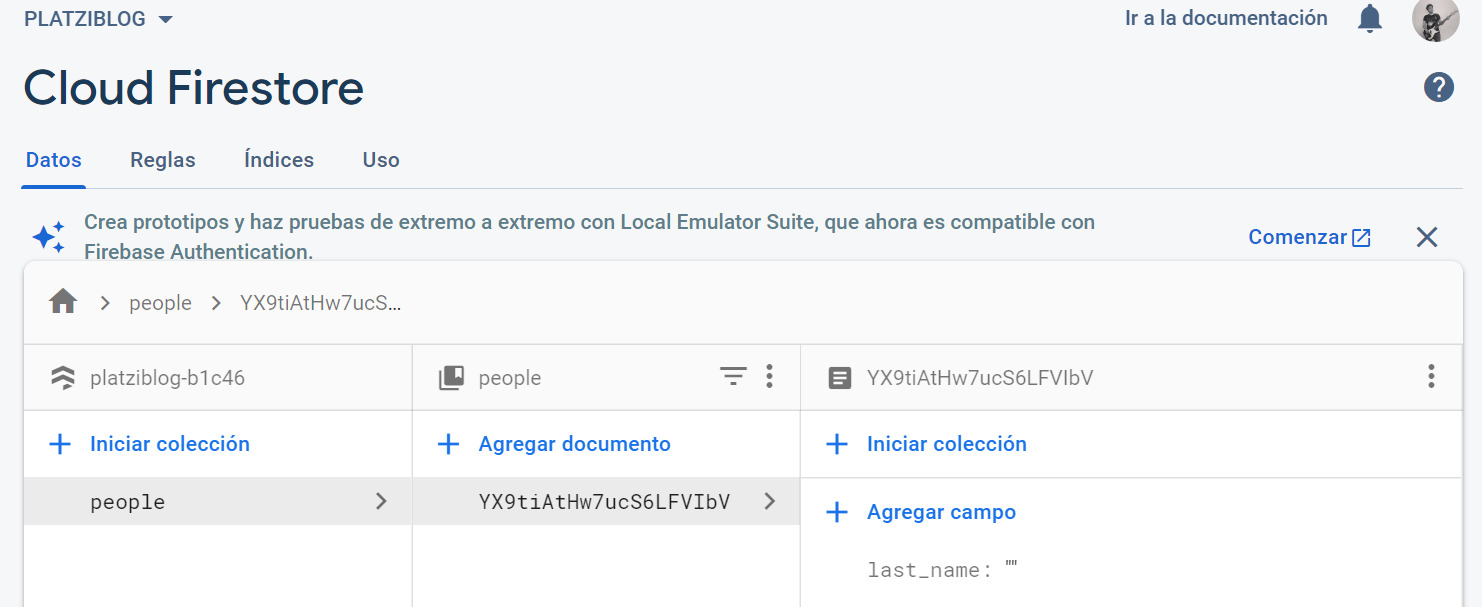 PLATZIBLOG
Ir a la documentación
Cloud Firestore
Datos
Reglas
Índices
Uso
Crea prototipos y haz pruebas de extremo a extremo con Local Emulator Suite, que ahora es compatible con
Firebase Authentication.
Comenzar
people
YX9tiAtHw7ucS...
platziblog-b1c46
people
YX9tiAtHw7ucS6LFVIbV
Iniciar colección
Agregar documento
Iniciar colección
people
YX9tiAtHw7ucS6LFVIbV
Agregar campo
last_name: ""